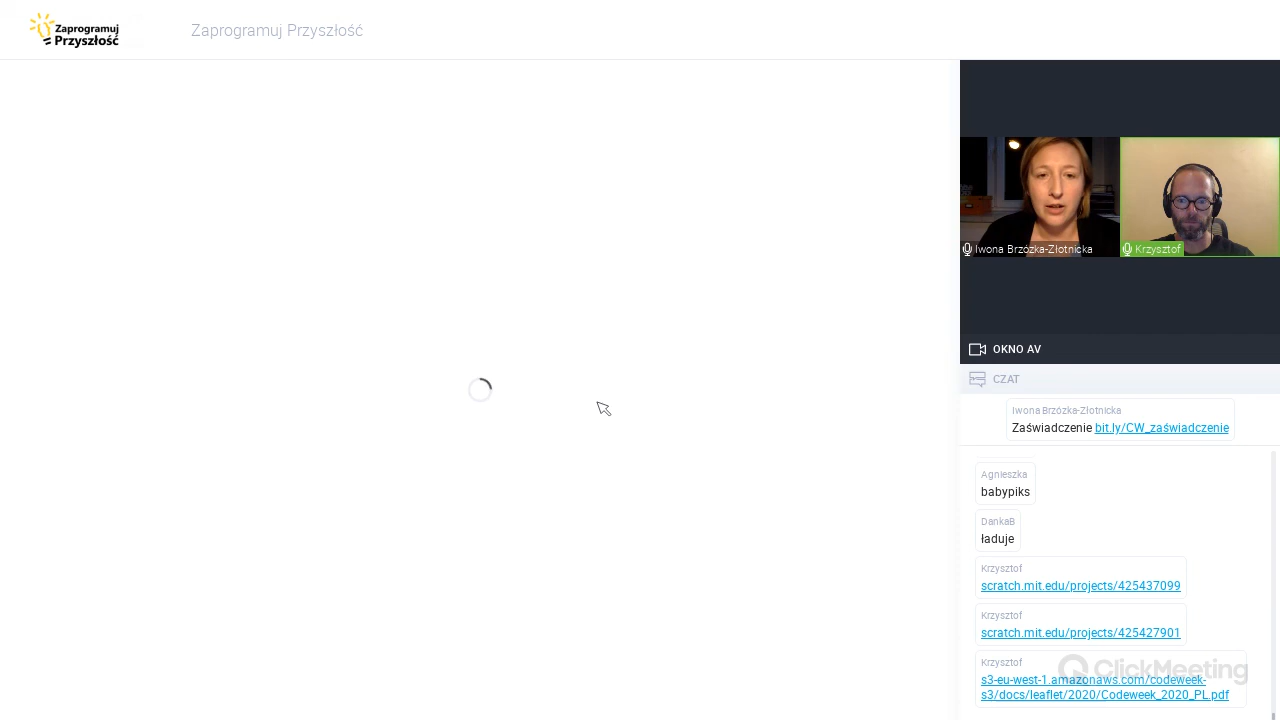 Zaprogramuj
Przyszłość
Zaprogramuj Przyszłość
Iwona Brzózka-Złotnicka
Krzysztof
OKNO AV
CZAT
Iwona Brzózka-Złotnicka
Zaświadczenie bit.ly/CW_zaświadczenie
Agnieszka
babypiks
DankaB
ładuje
Krzysztof
scratch.mit.edu/projects/425437099
Krzysztof
scratch.mit.edu/projects/425427901
Krzysztof
ClickMeeting
s3-eu-west-1.amazonaws.com/codeweek-
s3/docs/leaflet/2020/Codeweek_2020_PL.pdf